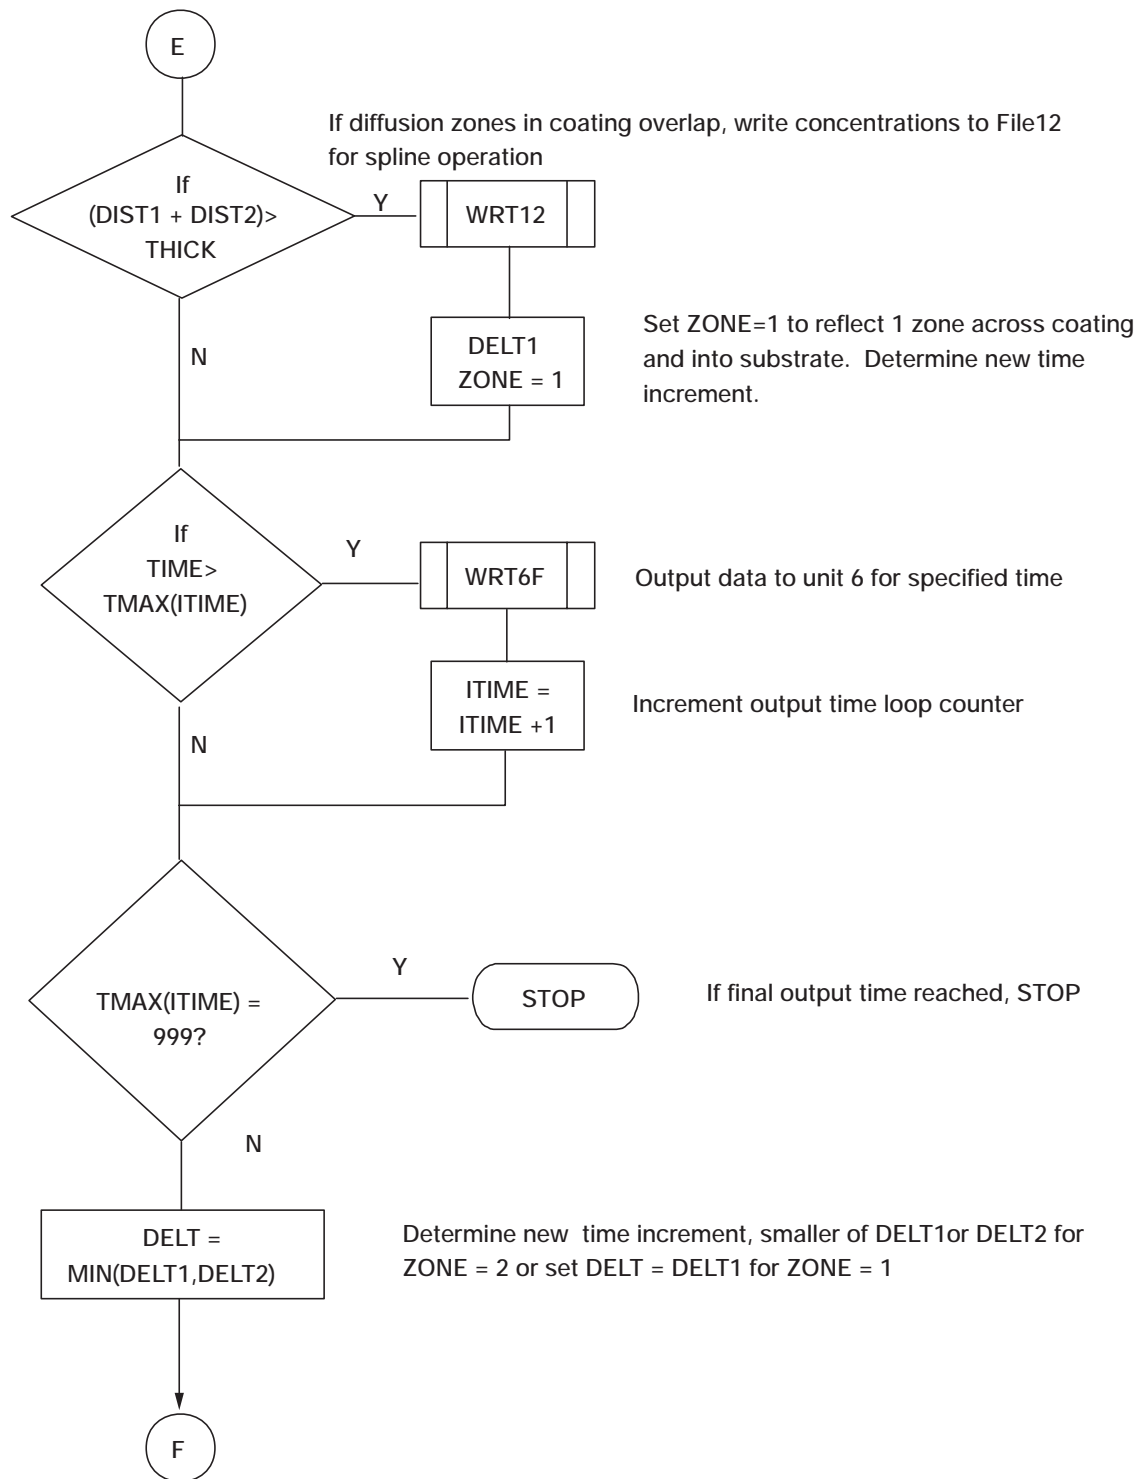 E
If diffusion zones in coating overlap, write concentrations to File12
for spline operation
If
(DIST1 + DIST2)>
THICK
Y
WRT12
N
DELT1
ZONE = 1
Set ZONE=1 to reflect 1 zone across coating
and into substrate.  Determine new time
increment.
If
TIME>
TMAX(ITIME)
Y
WRT6F
Output data to unit 6 for specified time
N
ITIME =
ITIME +1
Increment output time loop counter
TMAX(ITIME) =
999?
Y
STOP
If final output time reached, STOP
N
DELT =
MIN(DELT1,DELT2)
Determine new  time increment, smaller of DELT1or DELT2 for
ZONE = 2 or set DELT = DELT1 for ZONE = 1
F